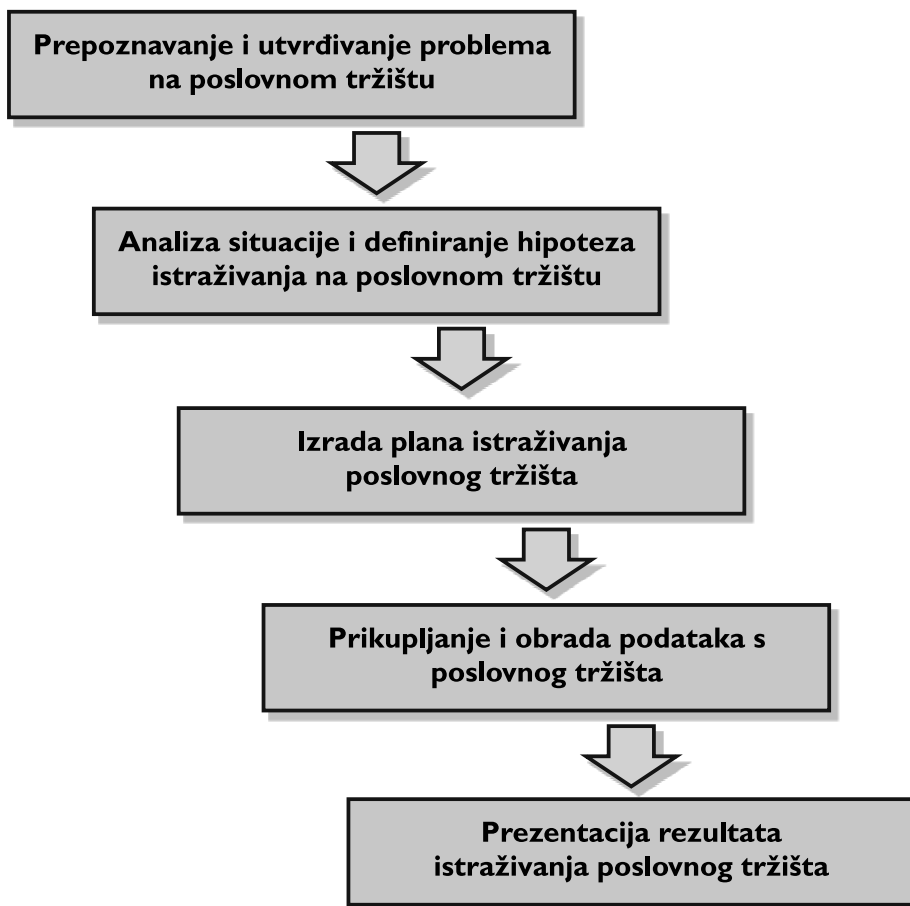 Prepoznavanje i utvrđivanje problema
na poslovnom tržištu
Analiza situacije i definiranje hipoteza
istraživanja na poslovnom tržištu
Izrada plana istraživanja
poslovnog tržišta
Prikupljanje i obrada podataka s
poslovnog tržišta
Prezentacija rezultata
istraživanja poslovnog tržišta